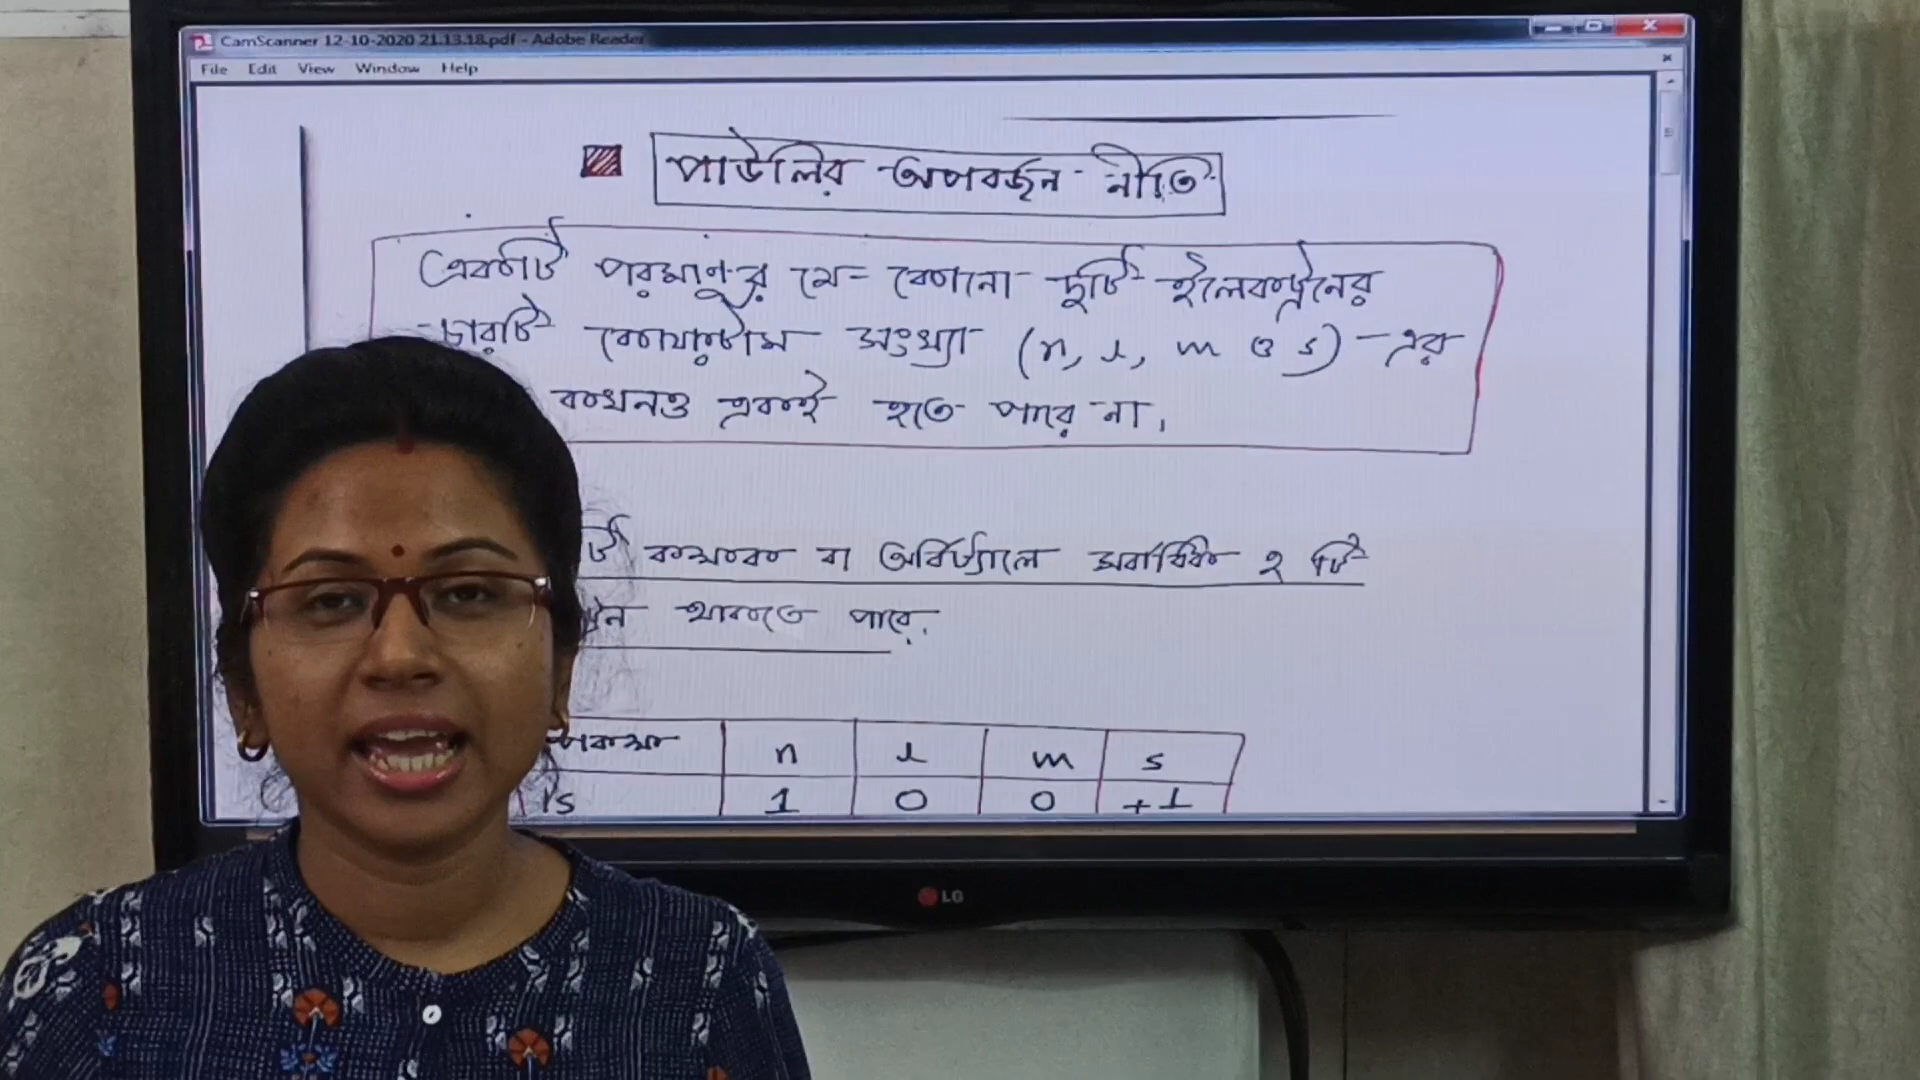 CamScanner 12-10-2020 21.13.18.pdf - Adobe Reader
File Edit View Window Help
পাউলির অপবর্জন নীতি
একটি পরমাণুর যে কোনো দুটি ইলেকট্রনের
চারটি কোয়ান্টাম সংখ্যা (n, l, m ও s) -এর
কখনও একই হতে পারে না।
টি কক্ষক বা অরবিট্যালে সর্বাধিক ২ টি
থাকতে পারে।
n l m s
1s 1 0 0
LG